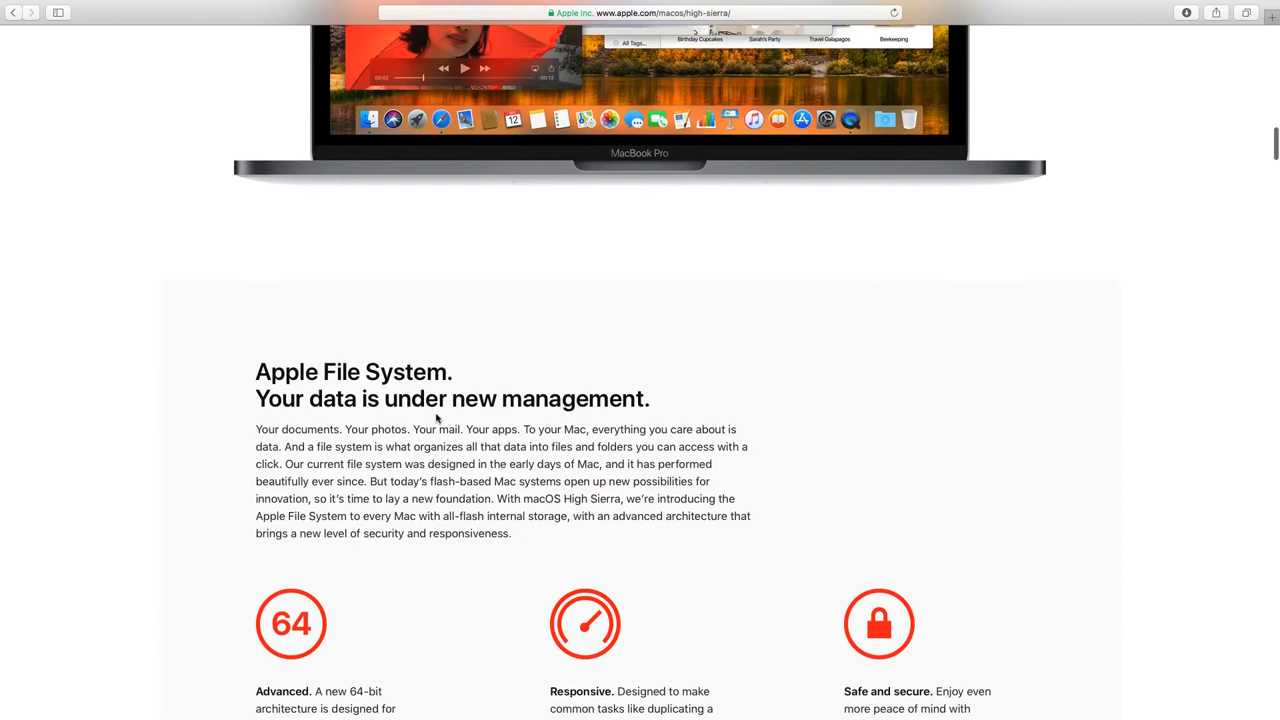 Apple Inc. www.apple.com/macos/high-sierra/
All Tags...
Birthday Cupcakes
Sarah's Party
Travel Galapagos
Beekeeping
00:02
-00:13
12
MacBook Pro
Apple File System.
Your data is under new management.
Your documents. Your photos. Your mail. Your apps. To your Mac, everything you care about is
data. And a file system is what organizes all that data into files and folders you can access with a
click. Our current file system was designed in the early days of Mac, and it has performed
beautifully ever since. But today's flash-based Mac systems open up new possibilities for
innovation, so it's time to lay a new foundation. With macOS High Sierra, we're introducing the
Apple File System to every Mac with all-flash internal storage, with an advanced architecture that
brings a new level of security and responsiveness.
64
Advanced. A new 64-bit
architecture is designed for
Responsive. Designed to make
common tasks like duplicating a
Safe and secure. Enjoy even
more peace of mind with